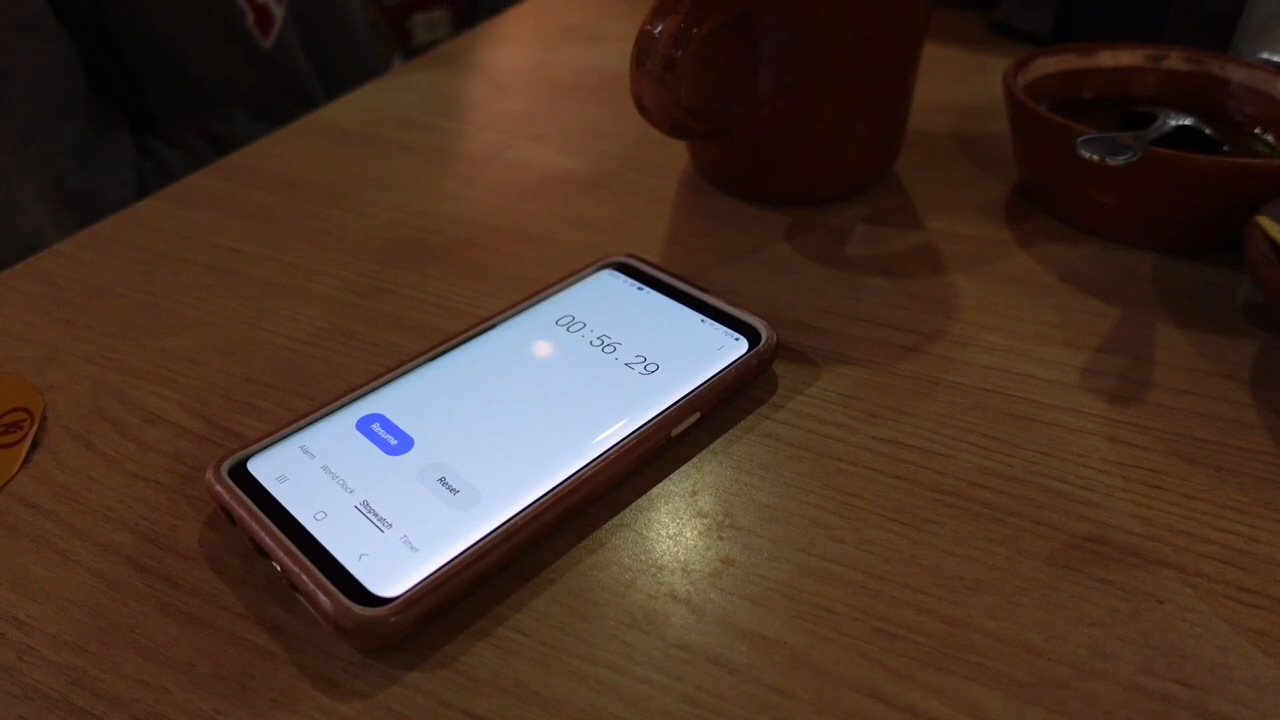 00:56.29
Resume
Reset
Alarm
World Clock
Stopwatch
Timer